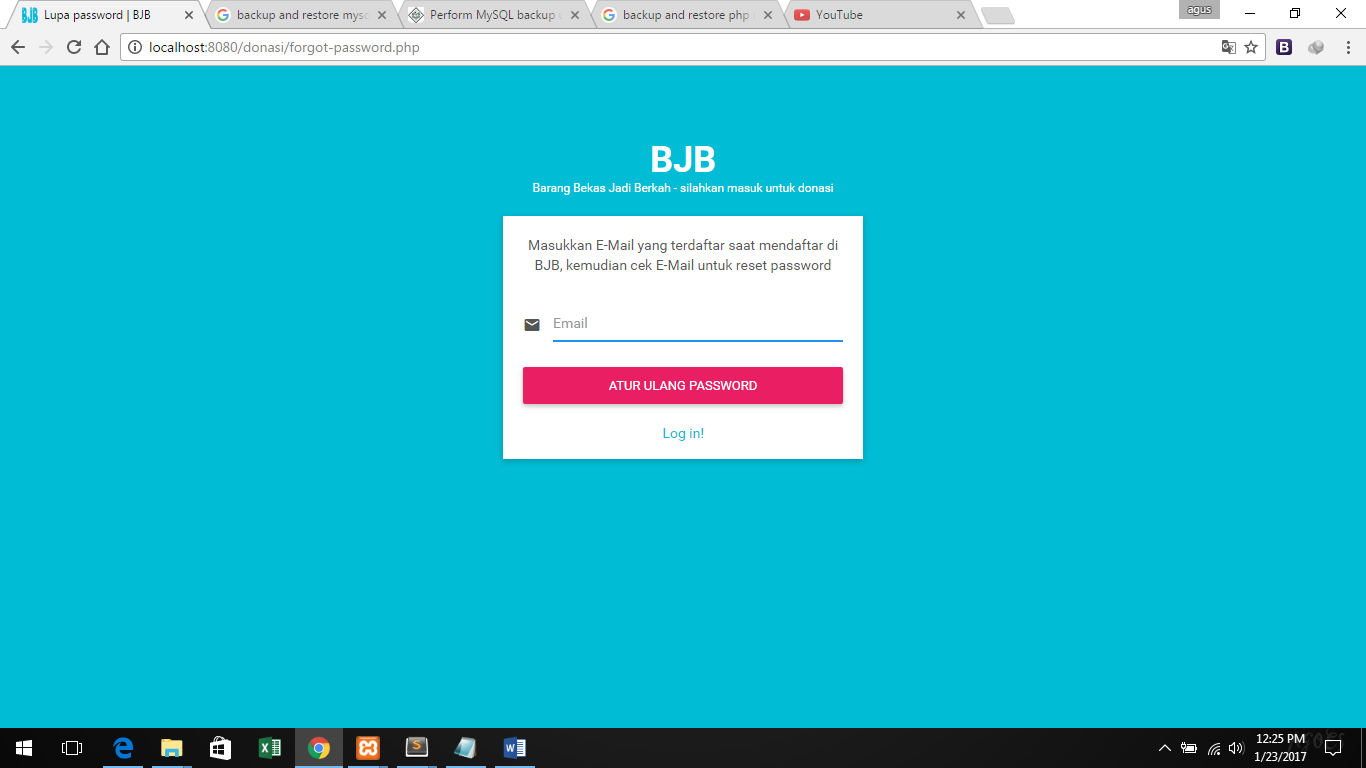 Lupa password | BJB
backup and restore mysq
Perform MySQL backup
backup and restore php
YouTube
agus
localhost:8080/donasi/forgot-password.php
BJB
Barang Bekas Jadi Berkah - silahkan masuk untuk donasi
Masukkan E-Mail yang terdaftar saat mendaftar di
BJB, kemudian cek E-Mail untuk reset password
Email
ATUR ULANG PASSWORD
Log in!
12:25 PM
1/23/2017